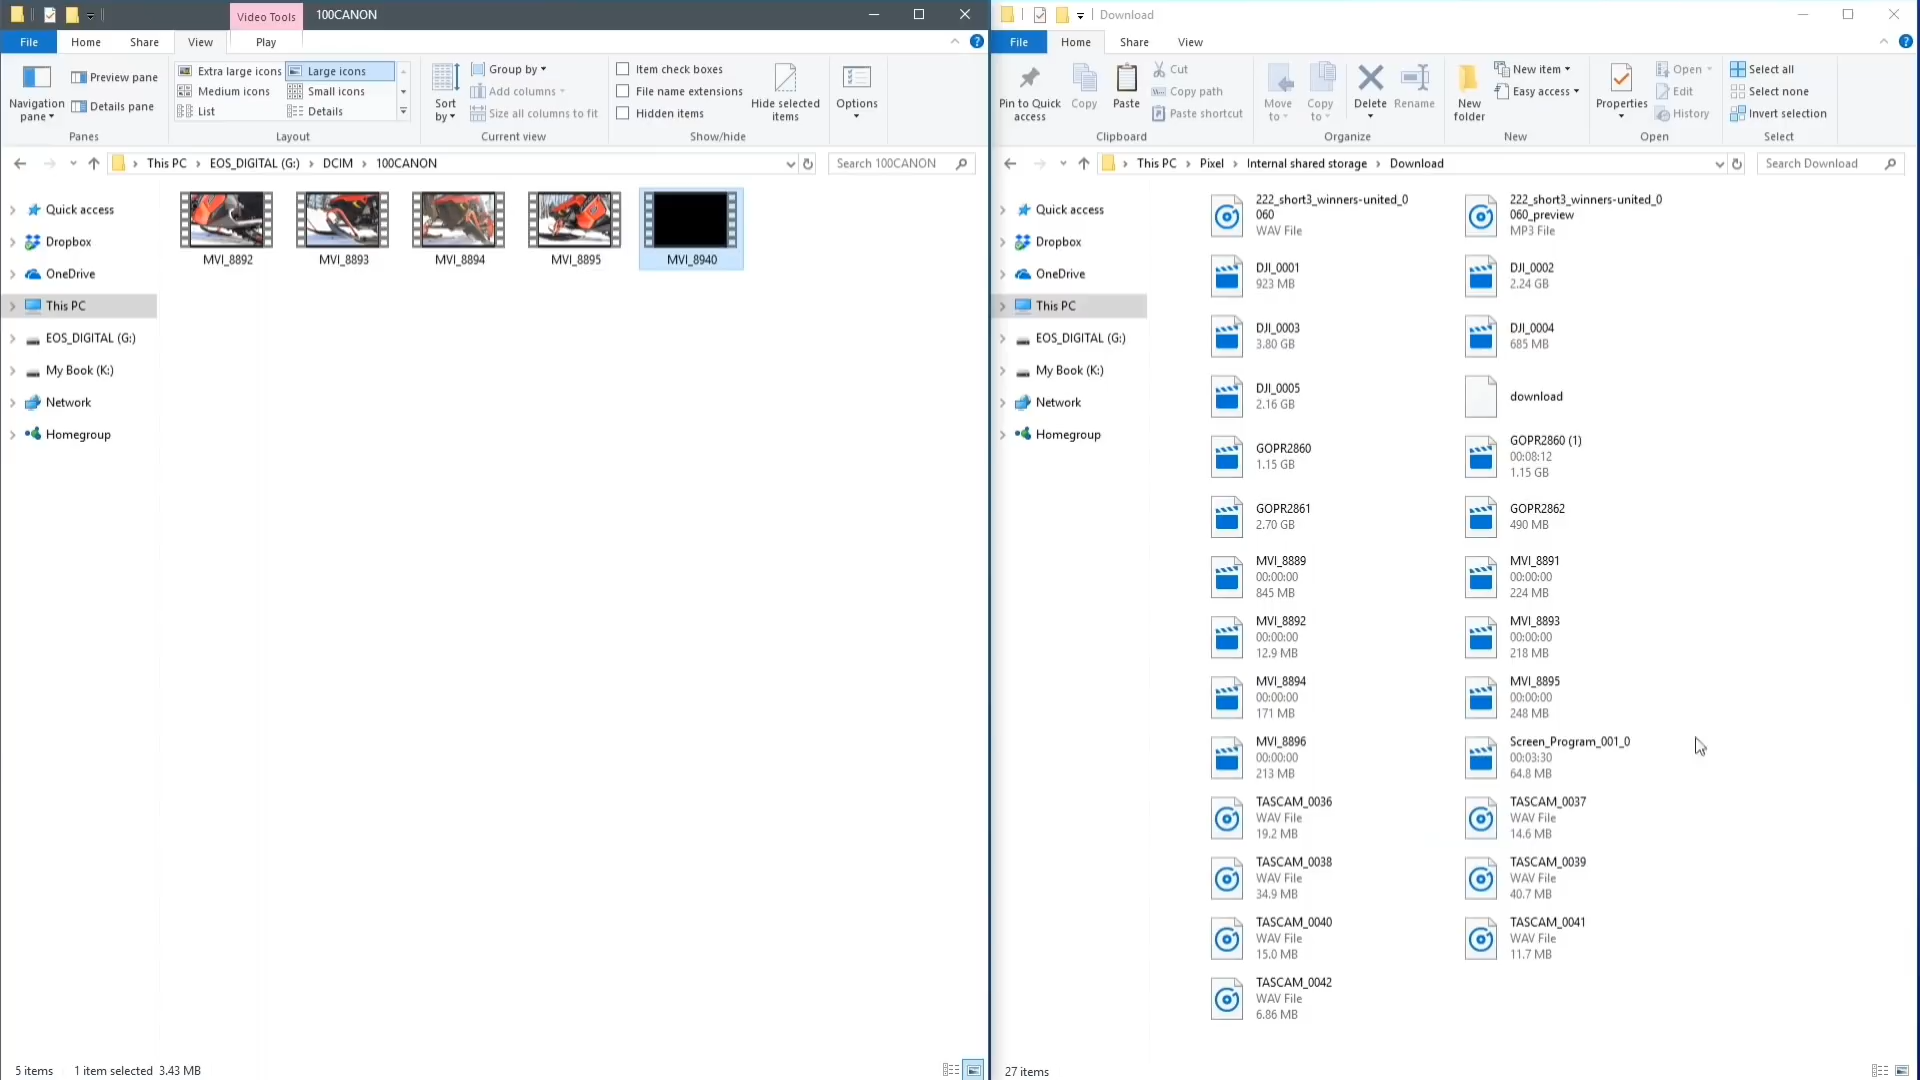 Video Tools
100CANON
File
Home
Share
View
Play
Navigation pane
Preview pane
Details pane
Panes
Extra large icons
Large icons
Medium icons
Small icons
List
Details
Layout
Sort by
Group by
Add columns
Size all columns to fit
Current view
Item check boxes
File name extensions
Hidden items
Hide selected items
Show/hide
Options
This PC
EOS_DIGITAL (G:)
DCIM
100CANON
Search 100CANON
Quick access
Dropbox
OneDrive
This PC
EOS_DIGITAL (G:)
My Book (K:)
Network
Homegroup
MVI_8892
MVI_8893
MVI_8894
MVI_8895
MVI_8940
5 items
1 item selected 3.43 MB
Download
File
Home
Share
View
Pin to Quick access
Copy
Paste
Cut
Copy path
Paste shortcut
Clipboard
Move to
Copy to
Delete
Rename
Organize
New folder
New item
Easy access
New
Properties
Open
Edit
History
Open
Select all
Select none
Invert selection
Select
This PC
Pixel
Internal shared storage
Download
Search Download
Quick access
Dropbox
OneDrive
This PC
EOS_DIGITAL (G:)
My Book (K:)
Network
Homegroup
222_short3_winners-united_0
060
WAV File
222_short3_winners-united_0
060_preview
MP3 File
DJI_0001
923 MB
DJI_0002
2.24 GB
DJI_0003
3.80 GB
DJI_0004
685 MB
DJI_0005
2.16 GB
download
GOPR2860
1.15 GB
GOPR2860 (1)
00:08:12
1.15 GB
GOPR2861
2.70 GB
GOPR2862
490 MB
MVI_8889
00:00:00
845 MB
MVI_8891
00:00:00
224 MB
MVI_8892
00:00:00
12.9 MB
MVI_8893
00:00:00
218 MB
MVI_8894
00:00:00
171 MB
MVI_8895
00:00:00
248 MB
MVI_8896
00:00:00
213 MB
Screen_Program_001_0
00:03:30
64.8 MB
TASCAM_0036
WAV File
19.2 MB
TASCAM_0037
WAV File
14.6 MB
TASCAM_0038
WAV File
34.9 MB
TASCAM_0039
WAV File
40.7 MB
TASCAM_0040
WAV File
15.0 MB
TASCAM_0041
WAV File
11.7 MB
TASCAM_0042
WAV File
6.86 MB
27 items